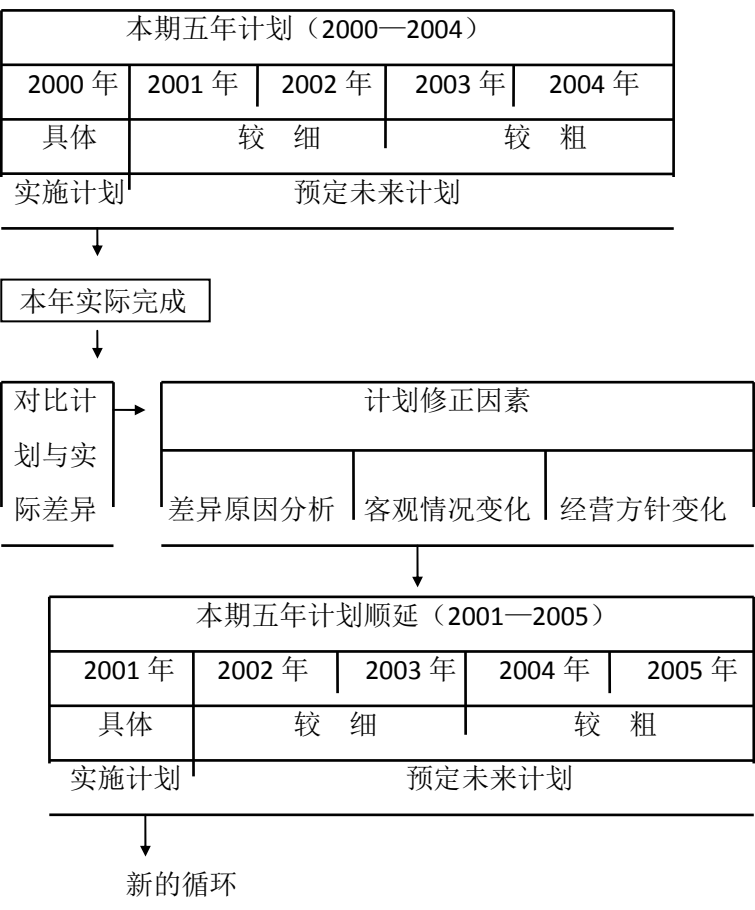 本期五年计划（2000—2004）
2000 年 2001 年 2002 年 2003 年 2004 年
具体 较 细 较 粗
实施计划 预定未来计划
本年实际完成
对比计划与实际差异
计划修正因素
差异原因分析 客观情况变化 经营方针变化
本期五年计划顺延（2001—2005）
2001 年 2002 年 2003 年 2004 年 2005 年
具体 较 细 较 粗
实施计划 预定未来计划
新的循环